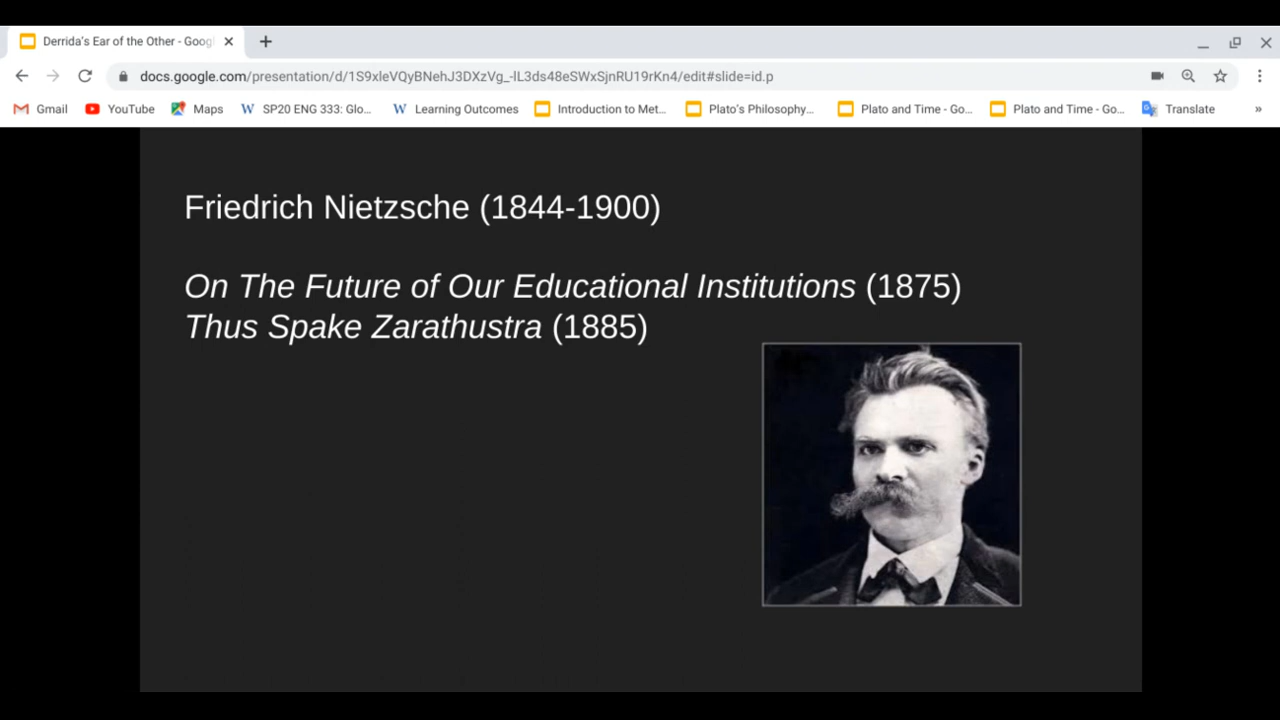 Derrida's Ear of the Other - Goog
docs.google.com/presentation/d/1S9xleVQyBNehJ3DXzVg_-lL3ds48eSWxSjnRU19rKn4/edit#slide=id.p
Gmail YouTube Maps SP20 ENG 333: Glo... Learning Outcomes Introduction to Met... Plato's Philosophy... Plato and Time - Go... Plato and Time - Go... Translate »
Friedrich Nietzsche (1844-1900)
On The Future of Our Educational Institutions (1875)
Thus Spake Zarathustra (1885)